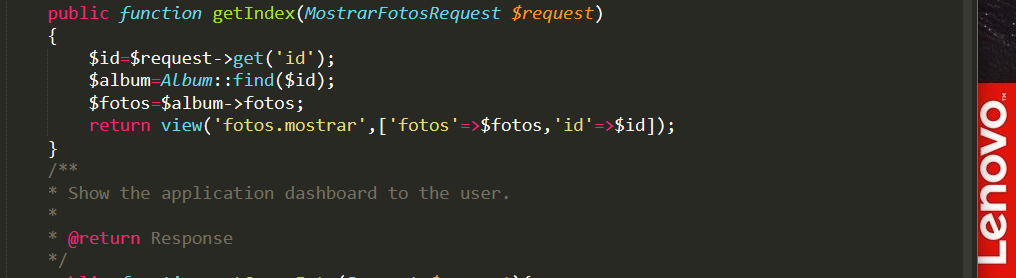 public function getIndex(MostrarFotosRequest $request)
{
$id=$request->get('id');
$album=Album::find($id);
$fotos=$album->fotos;
return view('fotos.mostrar',['fotos'=>$fotos,'id'=>$id]);
}
/**
* Show the application dashboard to the user.
*
* @return Response
*/
Lenovo
TM